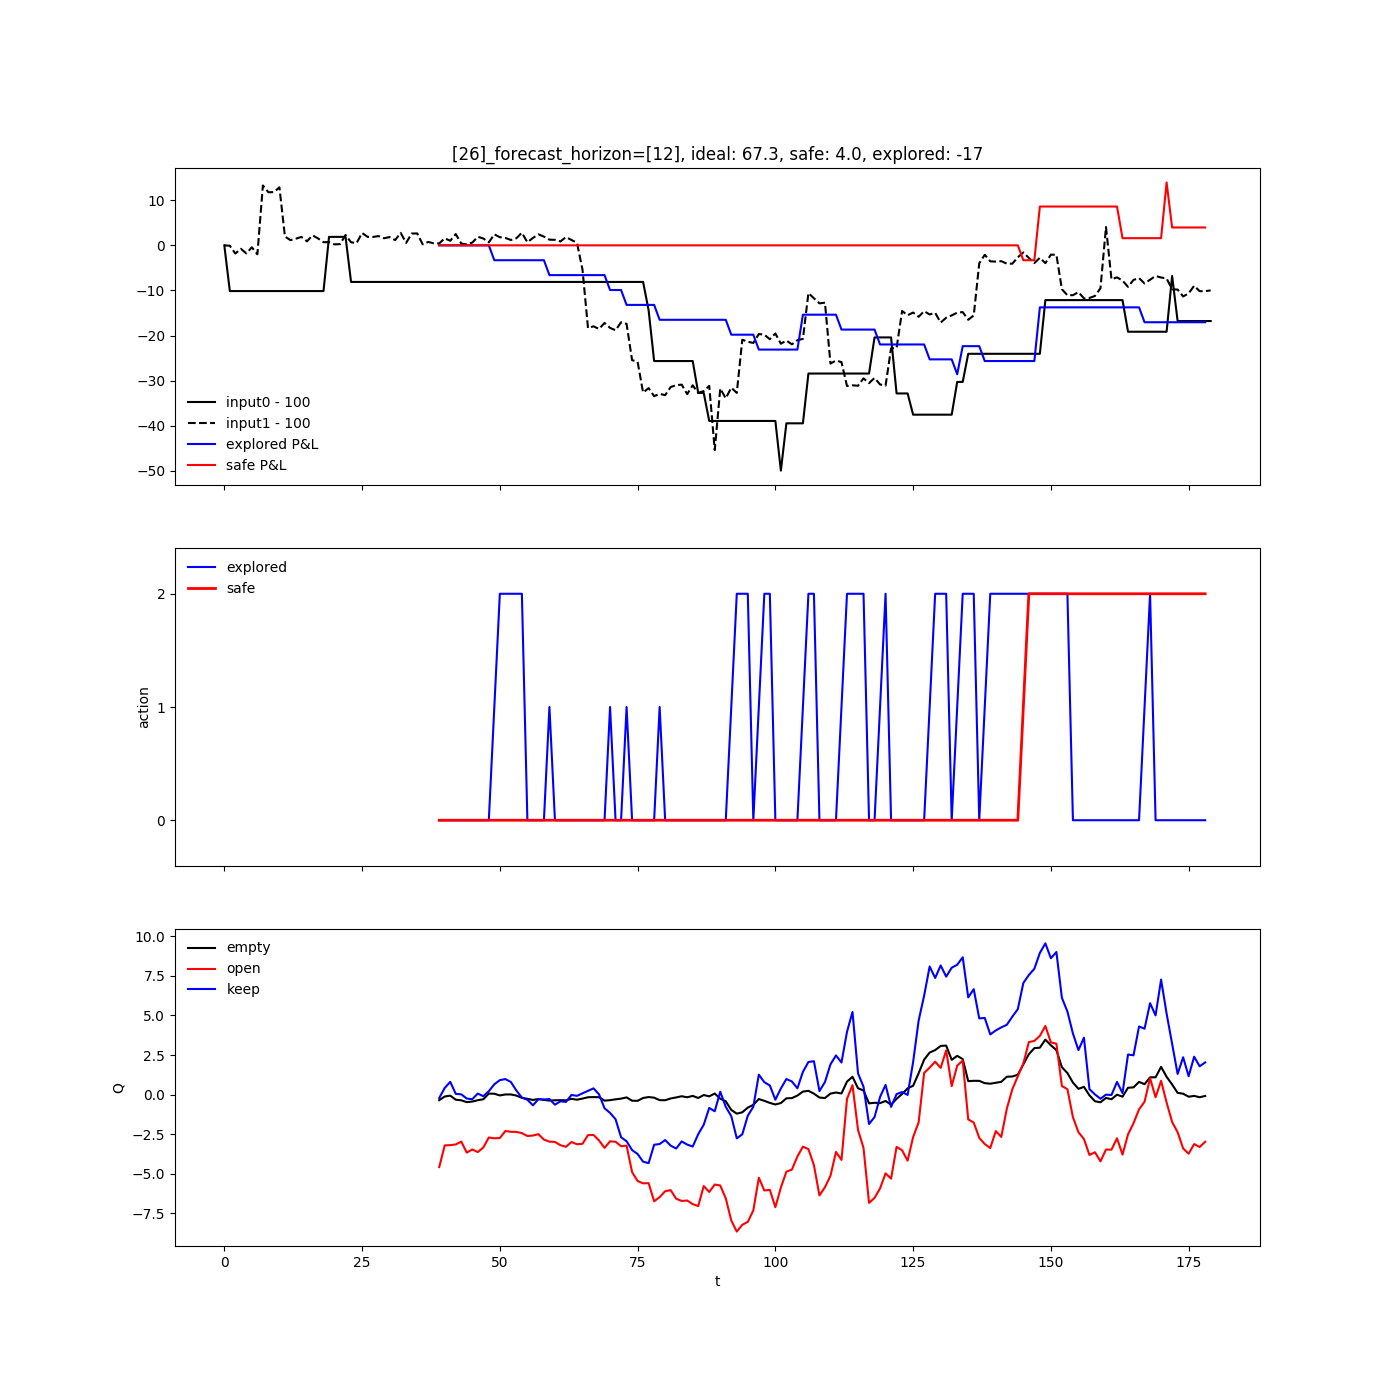 [26]_forecast_horizon=[12], ideal: 67.3, safe: 4.0, explored: -17
10
0
−10
−20
−30
−40
−50
input0 - 100
input1 - 100
explored P&L
safe P&L
explored
safe
2
1
0
action
empty
open
keep
10.0
7.5
5.0
2.5
0.0
−2.5
−5.0
−7.5
Q
0 25 50 75 100 125 150 175
t